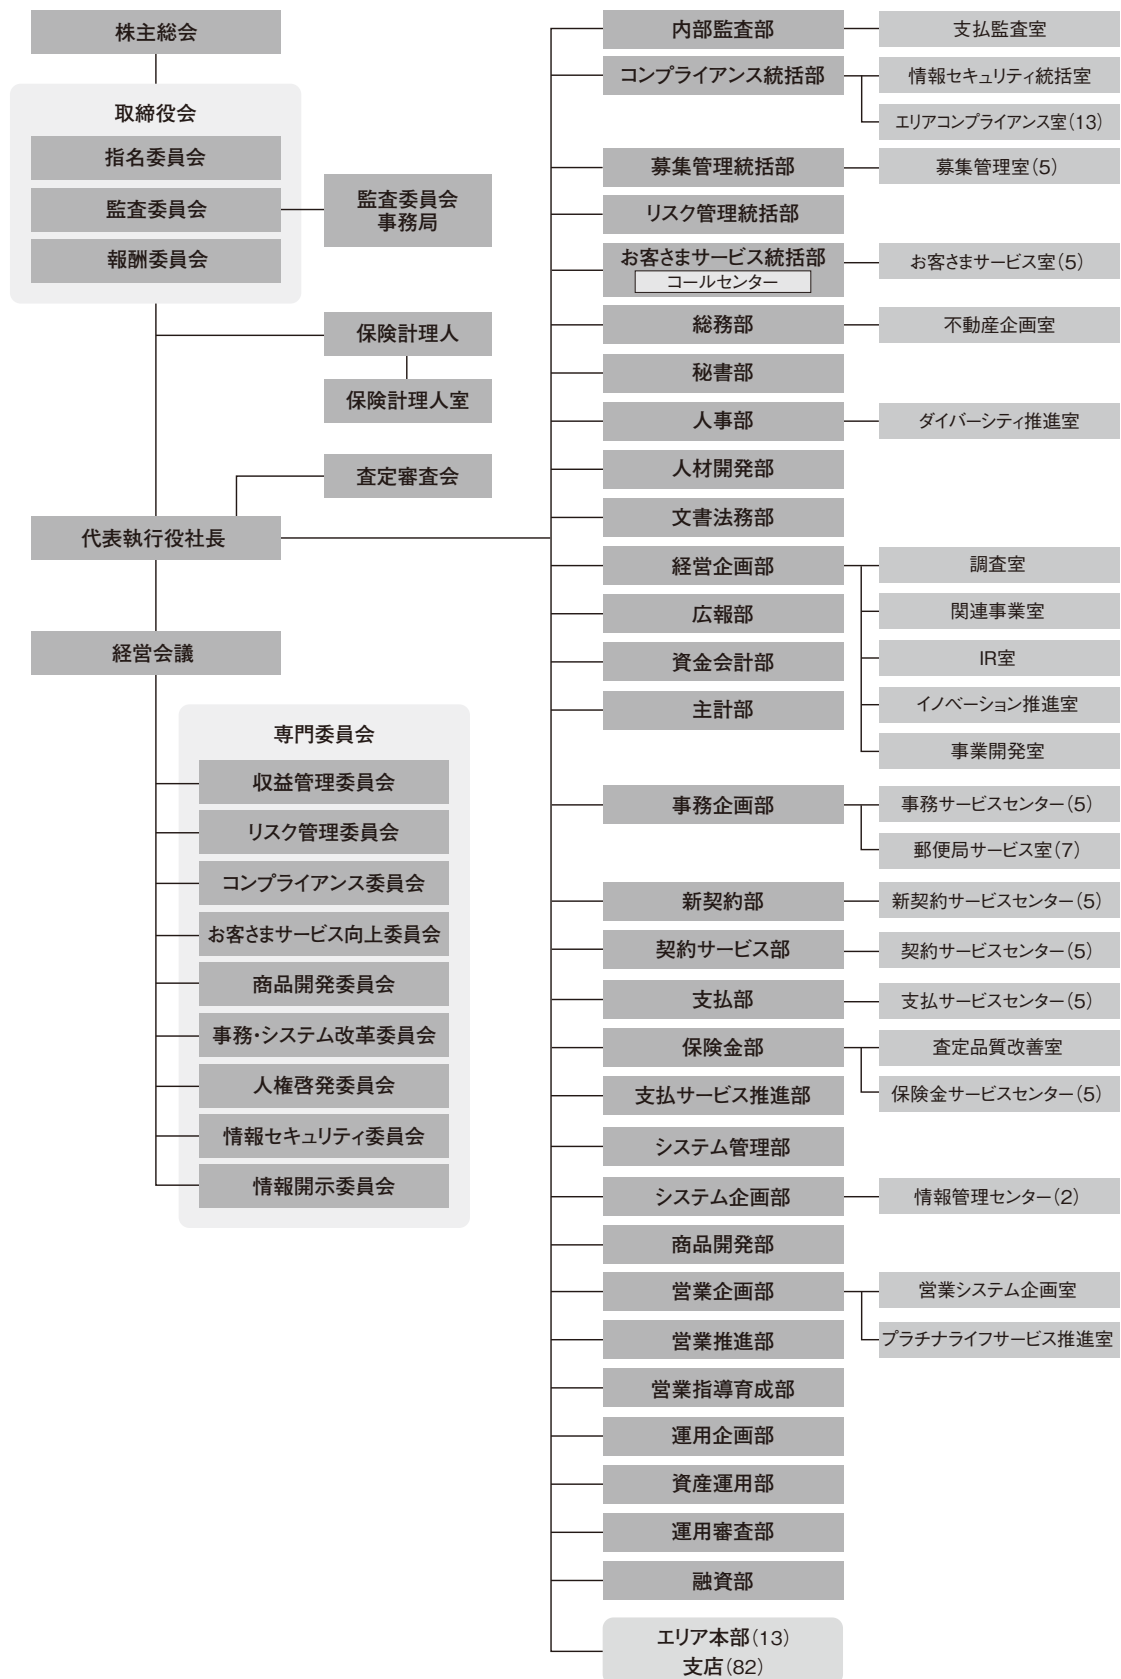 株主総会
取締役会
指名委員会
監査委員会
報酬委員会
監査委員会
事務局
保険計理人
保険計理人室
査定審査会
代表執行役社長
経営会議
専門委員会
収益管理委員会
リスク管理委員会
コンプライアンス委員会
お客さまサービス向上委員会
商品開発委員会
事務・システム改革委員会
人権啓発委員会
情報セキュリティ委員会
情報開示委員会
内部監査部
支払監査室
コンプライアンス統括部
情報セキュリティ統括室
エリアコンプライアンス室(13)
募集管理統括部
募集管理室(5)
リスク管理統括部
お客さまサービス統括部
コールセンター
お客さまサービス室(5)
総務部
不動産企画室
秘書部
人事部
ダイバーシティ推進室
人材開発部
文書法務部
経営企画部
調査室
関連事業室
IR室
イノベーション推進室
事業開発室
広報部
資金会計部
主計部
事務企画部
事務サービスセンター(5)
郵便局サービス室(7)
新契約部
新契約サービスセンター(5)
契約サービス部
契約サービスセンター(5)
支払部
支払サービスセンター(5)
保険金部
査定品質改善室
保険金サービスセンター(5)
支払サービス推進部
システム管理部
システム企画部
情報管理センター(2)
商品開発部
営業企画部
営業システム企画室
プラチナライフサービス推進室
営業推進部
営業指導育成部
運用企画部
資産運用部
運用審査部
融資部
エリア本部(13)
支店(82)